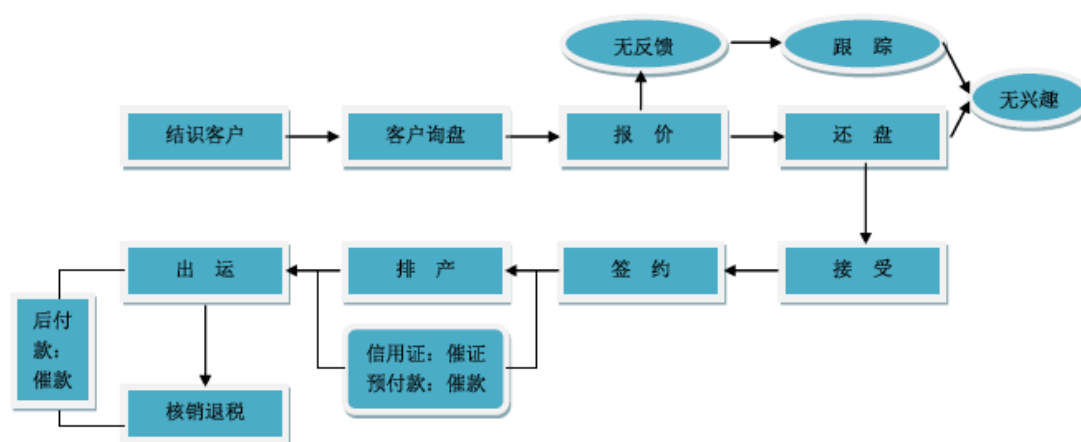 无反馈
跟 踪
无兴趣
结识客户
客户询盘
报 价
还 盘
出 运
排 产
签 约
接 受
后付
款：
催款
信用证：催证
预付款：催款
核销退税